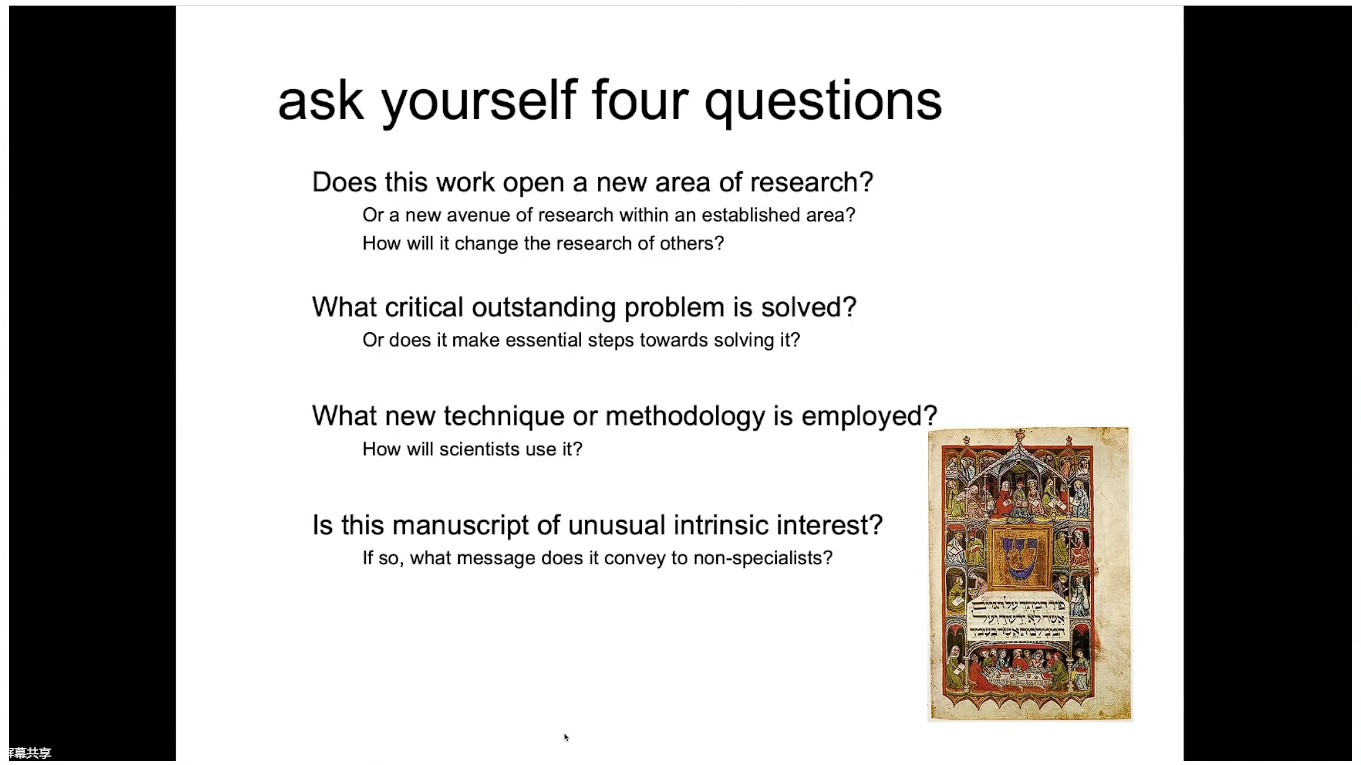 ask yourself four questions
Does this work open a new area of research?
Or a new avenue of research within an established area?
How will it change the research of others?
What critical outstanding problem is solved?
Or does it make essential steps towards solving it?
What new technique or methodology is employed?
How will scientists use it?
Is this manuscript of unusual intrinsic interest?
If so, what message does it convey to non-specialists?
אשר לא ידעוך ועל
幕共享